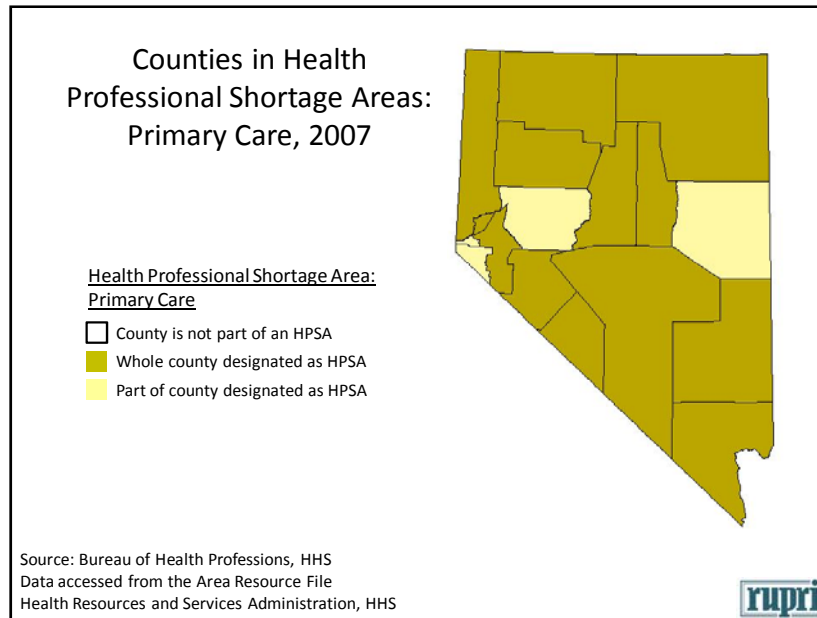 Counties in Health
Professional Shortage Areas:
Primary Care, 2007
Health Professional Shortage Area:
Primary Care
County is not part of an HPSA
Whole county designated as HPSA
Part of county designated as HPSA
Source: Bureau of Health Professions, HHS
Data accessed from the Area Resource File
Health Resources and Services Administration, HHS
rupri